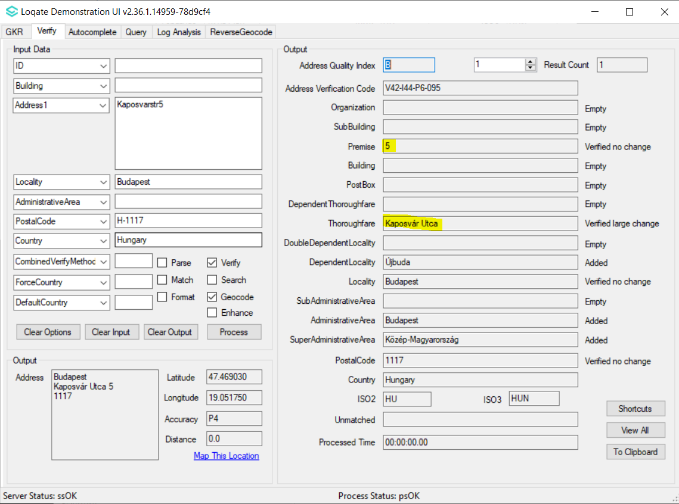 Loqate Demonstration UI v2.36.1.14959-78d9cf4
GKR Verify Autocomplete Query Log Analysis ReverseGeocode
Input Data
ID
Building
Address1 Kaposvarstr5
Locality Budapest
AdministrativeArea
PostalCode H-1117
Country Hungary
CombinedVerifyMethoc Parse Verify
ForceCountry Match Search
DefaultCountry Format Geocode
Enhance
Clear Options Clear Input Clear Output Process
Output
Address Budapest
Kaposvár Utca 5
1117
Latitude 47.469030
Longitude 19.051750
Accuracy P4
Distance 0.0
Map This Location
Output
Address Quality Index B 1 Result Count 1
Address Verification Code V42-I44-P6-095
Organization Empty
SubBuilding Empty
Premise 5 Verified no change
Building Empty
PostBox Empty
DependentThoroughfare Empty
Thoroughfare Kaposvár Utca Verified large change
DoubleDependentLocality Empty
DependentLocality Újbuda Added
Locality Budapest Verified no change
SubAdministrativeArea Empty
AdministrativeArea Budapest Added
SuperAdministrativeArea Közép-Magyarország Added
PostalCode 1117 Verified no change
Country Hungary
ISO2 HU ISO3 HUN
Unmatched
Processed Time 00:00:00.00
Shortcuts
View All
To Clipboard
Server Status: ssOK Process Status: psOK